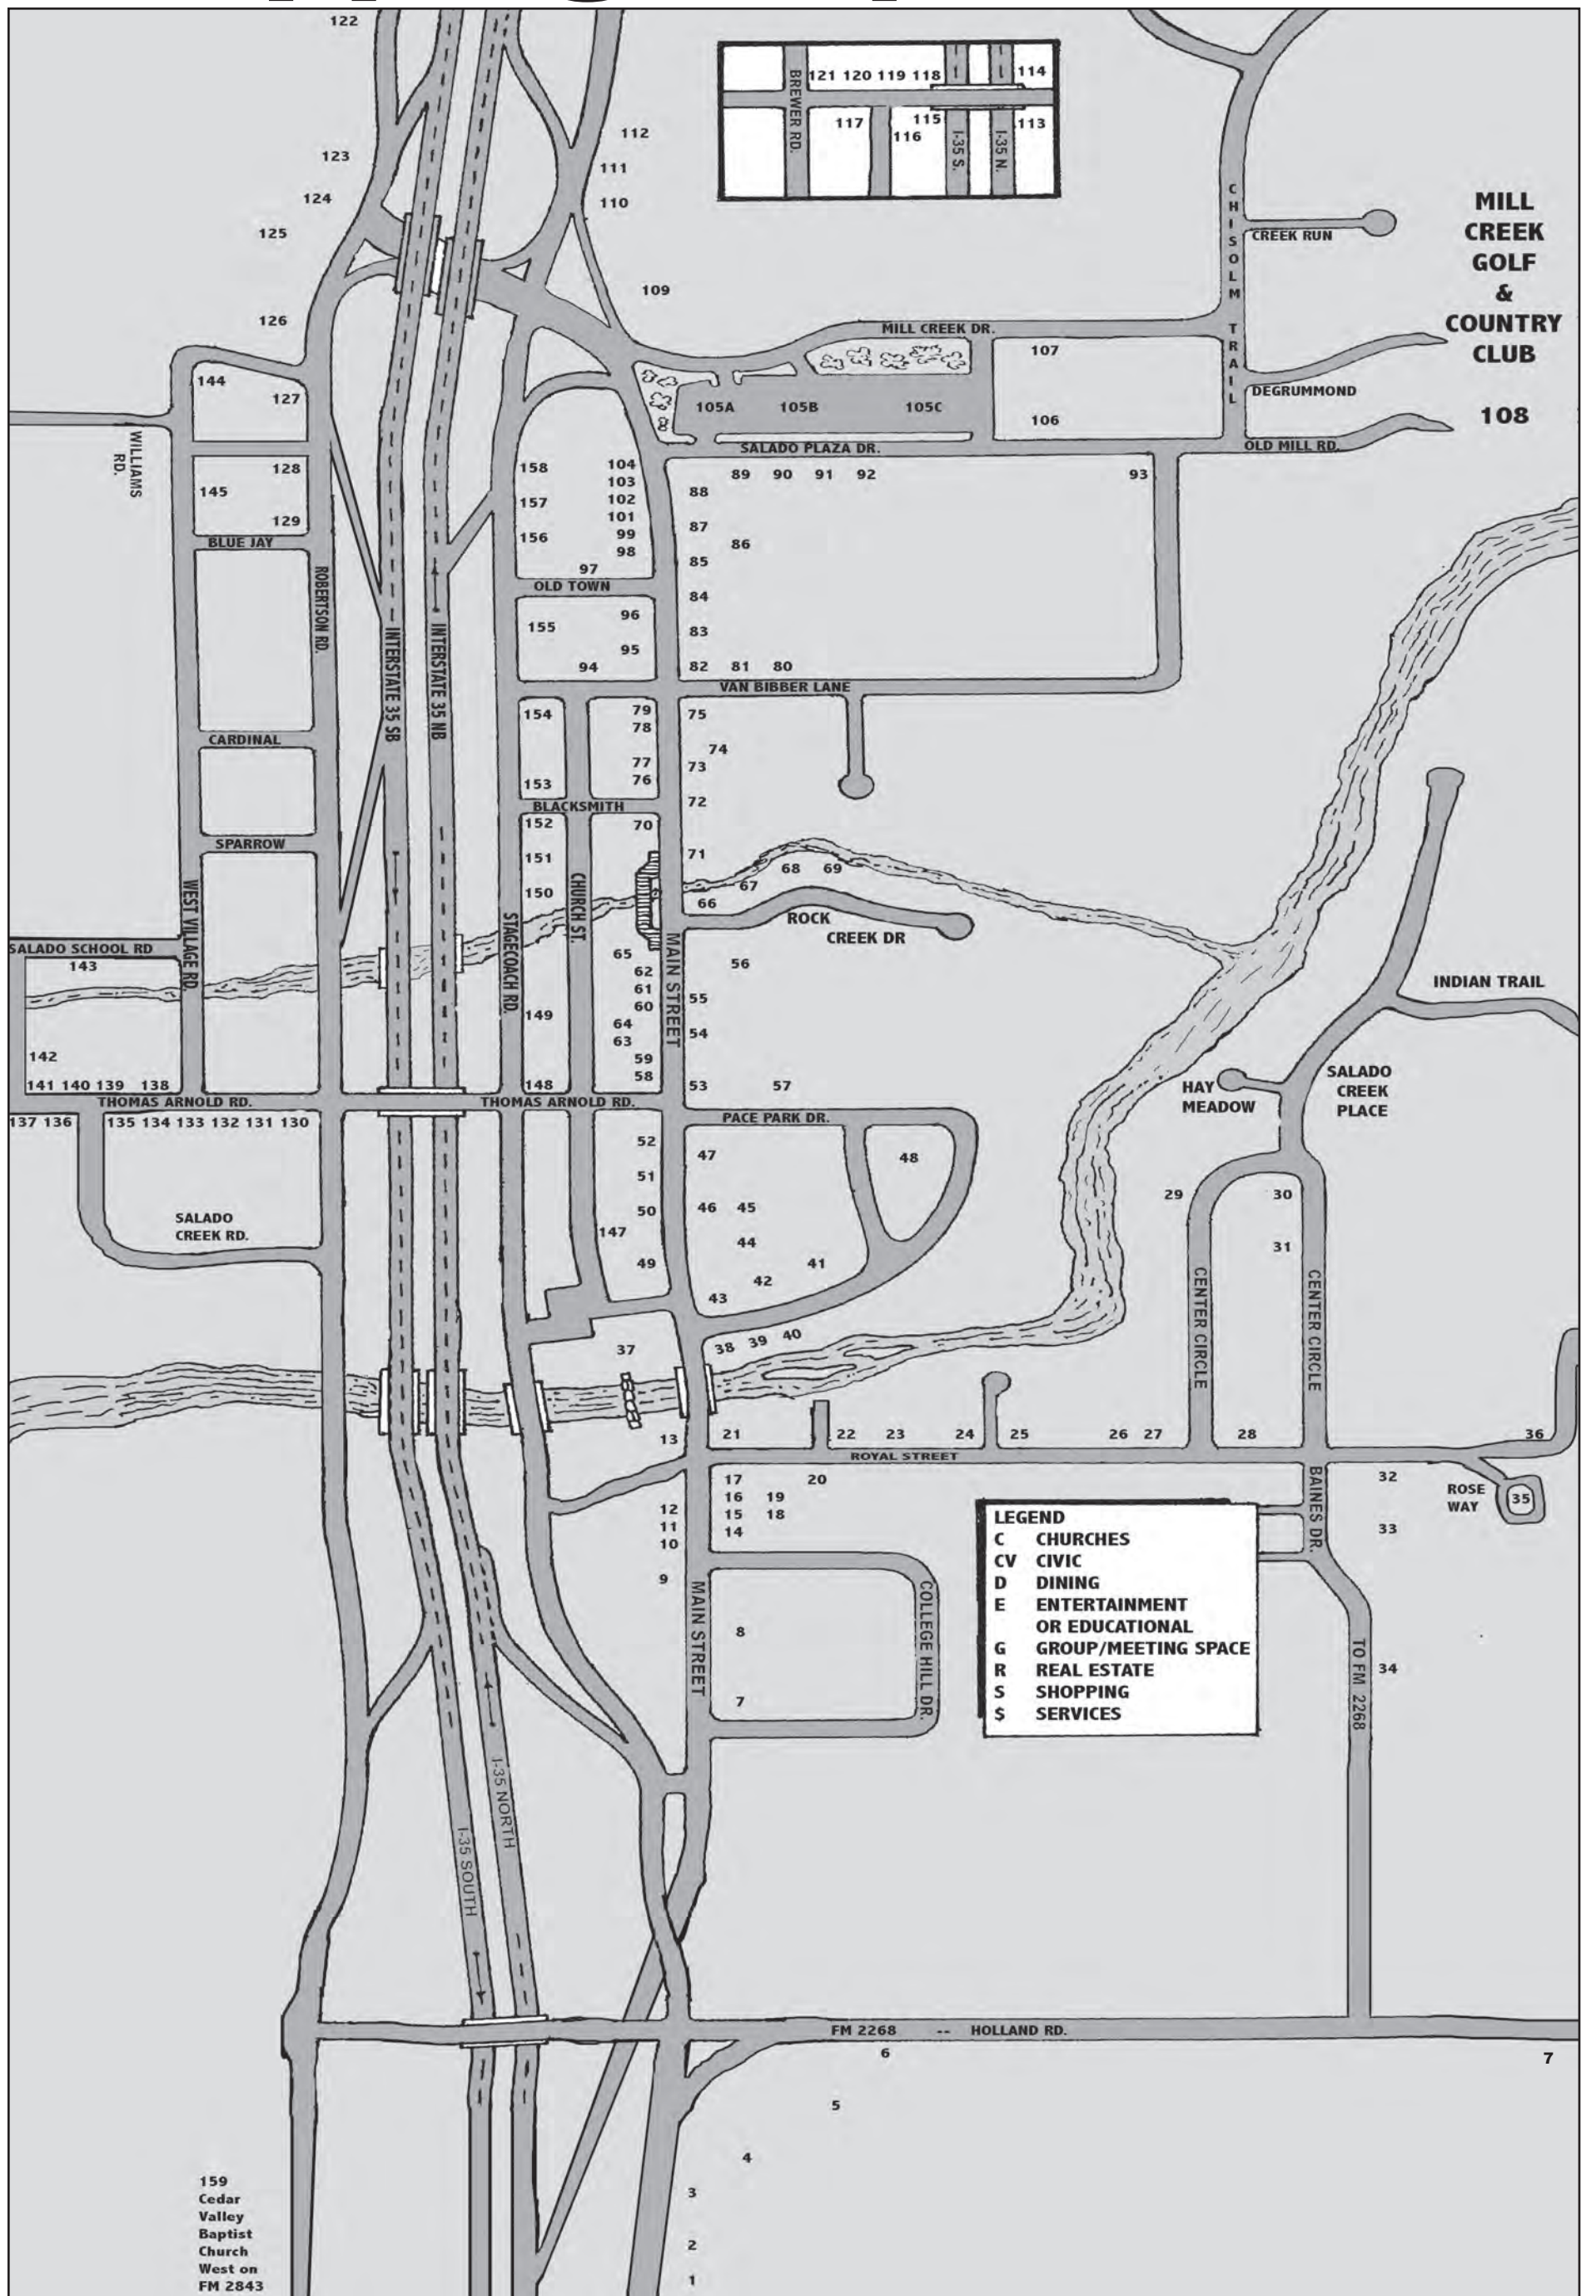 122
BREWER RD.
121 120 119 118
114
117
116
115
113
I-35 S.
I-35 N.
112
123
111
124
110
125
CHISOLM TRAIL
CREEK RUN
MILL
CREEK
GOLF
&
COUNTRY
CLUB
108
109
126
MILL CREEK DR.
107
144
127
105A
105B
105C
106
DEGRUMMOND
OLD MILL RD.
SALADO PLAZA DR.
WILLIAMS
RD.
128
145
129
BLUE JAY
158
104
103
157
102
101
156
99
98
97
OLD TOWN
88
89
90
91
92
93
87
86
85
84
83
82
81
80
ROBERTSON RD.
INTERSTATE 35 SB
INTERSTATE 35 NB
155
96
95
94
VAN BIBBER LANE
CARDINAL
154
79
78
77
76
153
75
74
73
72
BLACKSMITH
SPARROW
152
70
151
71
150
68
69
67
66
WEST VILLAGE RD.
STAGECOACH RD.
CHURCH ST.
ROCK
CREEK DR
MAIN STREET
SALADO SCHOOL RD
143
65
62
61
60
64
63
59
58
56
55
54
53
57
149
148
INDIAN TRAIL
142
141 140 139 138
THOMAS ARNOLD RD.
THOMAS ARNOLD RD.
HAY
MEADOW
SALADO
CREEK
PLACE
137 136
135 134 133 132 131 130
PACE PARK DR.
52
47
48
51
50
46
45
147
44
49
41
42
43
SALADO
CREEK RD.
29
30
31
CENTER CIRCLE
CENTER CIRCLE
37
38
39
40
13
21
22
23
24
25
26
27
28
36
ROYAL STREET
17
20
16
19
12
15
18
11
14
10
9
32
ROSE
WAY
35
33
BAINES DR.
LEGEND
C CHURCHES
CV CIVIC
D DINING
E ENTERTAINMENT
OR EDUCATIONAL
G GROUP/MEETING SPACE
R REAL ESTATE
S SHOPPING
$ SERVICES
MAIN STREET
COLLEGE HILL DR.
8
7
TO FM 2268
34
I-35 NORTH
I-35 SOUTH
FM 2268 -- HOLLAND RD.
6
7
5
4
3
2
1
159
Cedar
Valley
Baptist
Church
West on
FM 2843